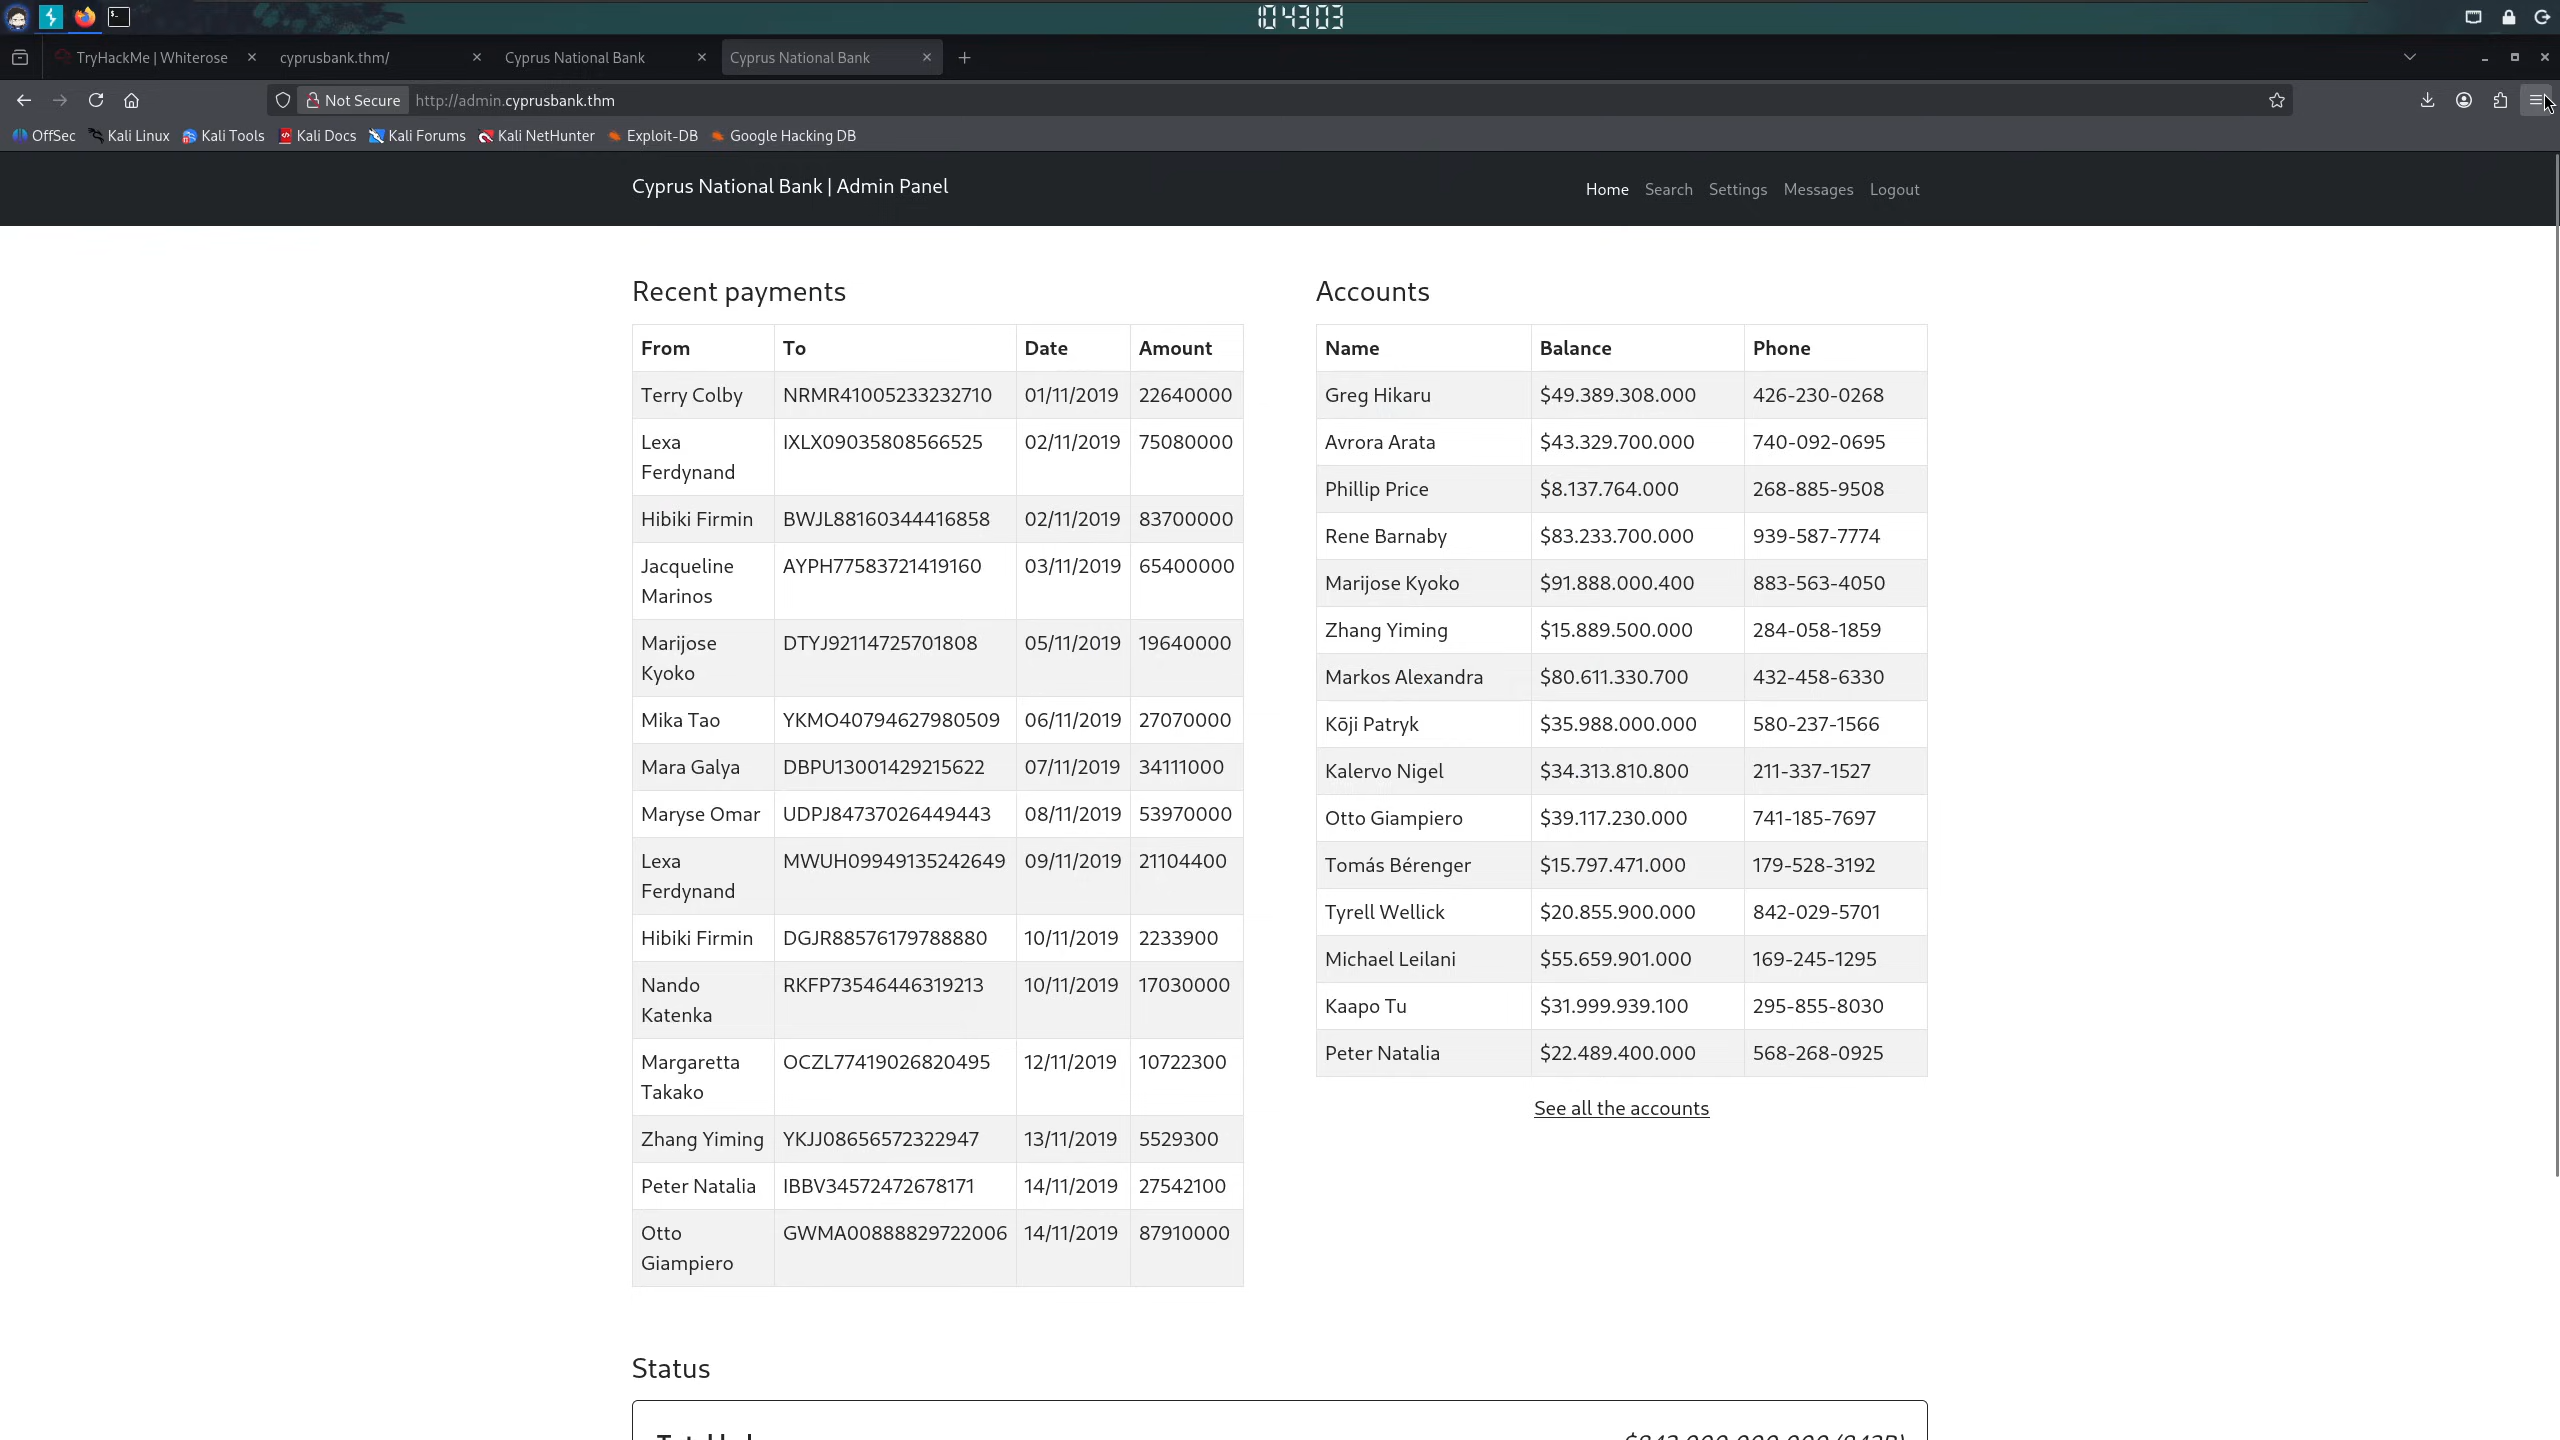 10:43:03
TryHackMe | Whiterose
cyprusbank.thm/
Cyprus National Bank
Cyprus National Bank
Not Secure
http://admin.cyprusbank.thm
OffSec
Kali Linux
Kali Tools
Kali Docs
Kali Forums
Kali NetHunter
Exploit-DB
Google Hacking DB
Cyprus National Bank | Admin Panel
Home Search Settings Messages Logout
Recent payments
From To Date Amount
Terry Colby NRMR41005233232710 01/11/2019 22640000
Lexa IXLX09035808566525 02/11/2019 75080000
Ferdynand
Hibiki Firmin BWJL88160344416858 02/11/2019 83700000
Jacqueline AYPH77583721419160 03/11/2019 65400000
Marinos
Marijose DTYJ92114725701808 05/11/2019 19640000
Kyoko
Mika Tao YKMO40794627980509 06/11/2019 27070000
Mara Galya DBPU13001429215622 07/11/2019 34111000
Maryse Omar UDPJ84737026449443 08/11/2019 53970000
Lexa MWUH09949135242649 09/11/2019 21104400
Ferdynand
Hibiki Firmin DGJR88576179788880 10/11/2019 2233900
Nando RKFP73546446319213 10/11/2019 17030000
Katenka
Margaretta OCZL77419026820495 12/11/2019 10722300
Takako
Zhang Yiming YKJJ08656572322947 13/11/2019 5529300
Peter Natalia IBBV34572472678171 14/11/2019 27542100
Otto GWMA00888829722006 14/11/2019 87910000
Giampiero
Accounts
Name Balance Phone
Greg Hikaru $49.389.308.000 426-230-0268
Avrora Arata $43.329.700.000 740-092-0695
Phillip Price $8.137.764.000 268-885-9508
Rene Barnaby $83.233.700.000 939-587-7774
Marijose Kyoko $91.888.000.400 883-563-4050
Zhang Yiming $15.889.500.000 284-058-1859
Markos Alexandra $80.611.330.700 432-458-6330
Kōji Patryk $35.988.000.000 580-237-1566
Kalervo Nigel $34.313.810.800 211-337-1527
Otto Giampiero $39.117.230.000 741-185-7697
Tomás Bérenger $15.797.471.000 179-528-3192
Tyrell Wellick $20.855.900.000 842-029-5701
Michael Leilani $55.659.901.000 169-245-1295
Kaapo Tu $31.999.939.100 295-855-8030
Peter Natalia $22.489.400.000 568-268-0925
See all the accounts
Status